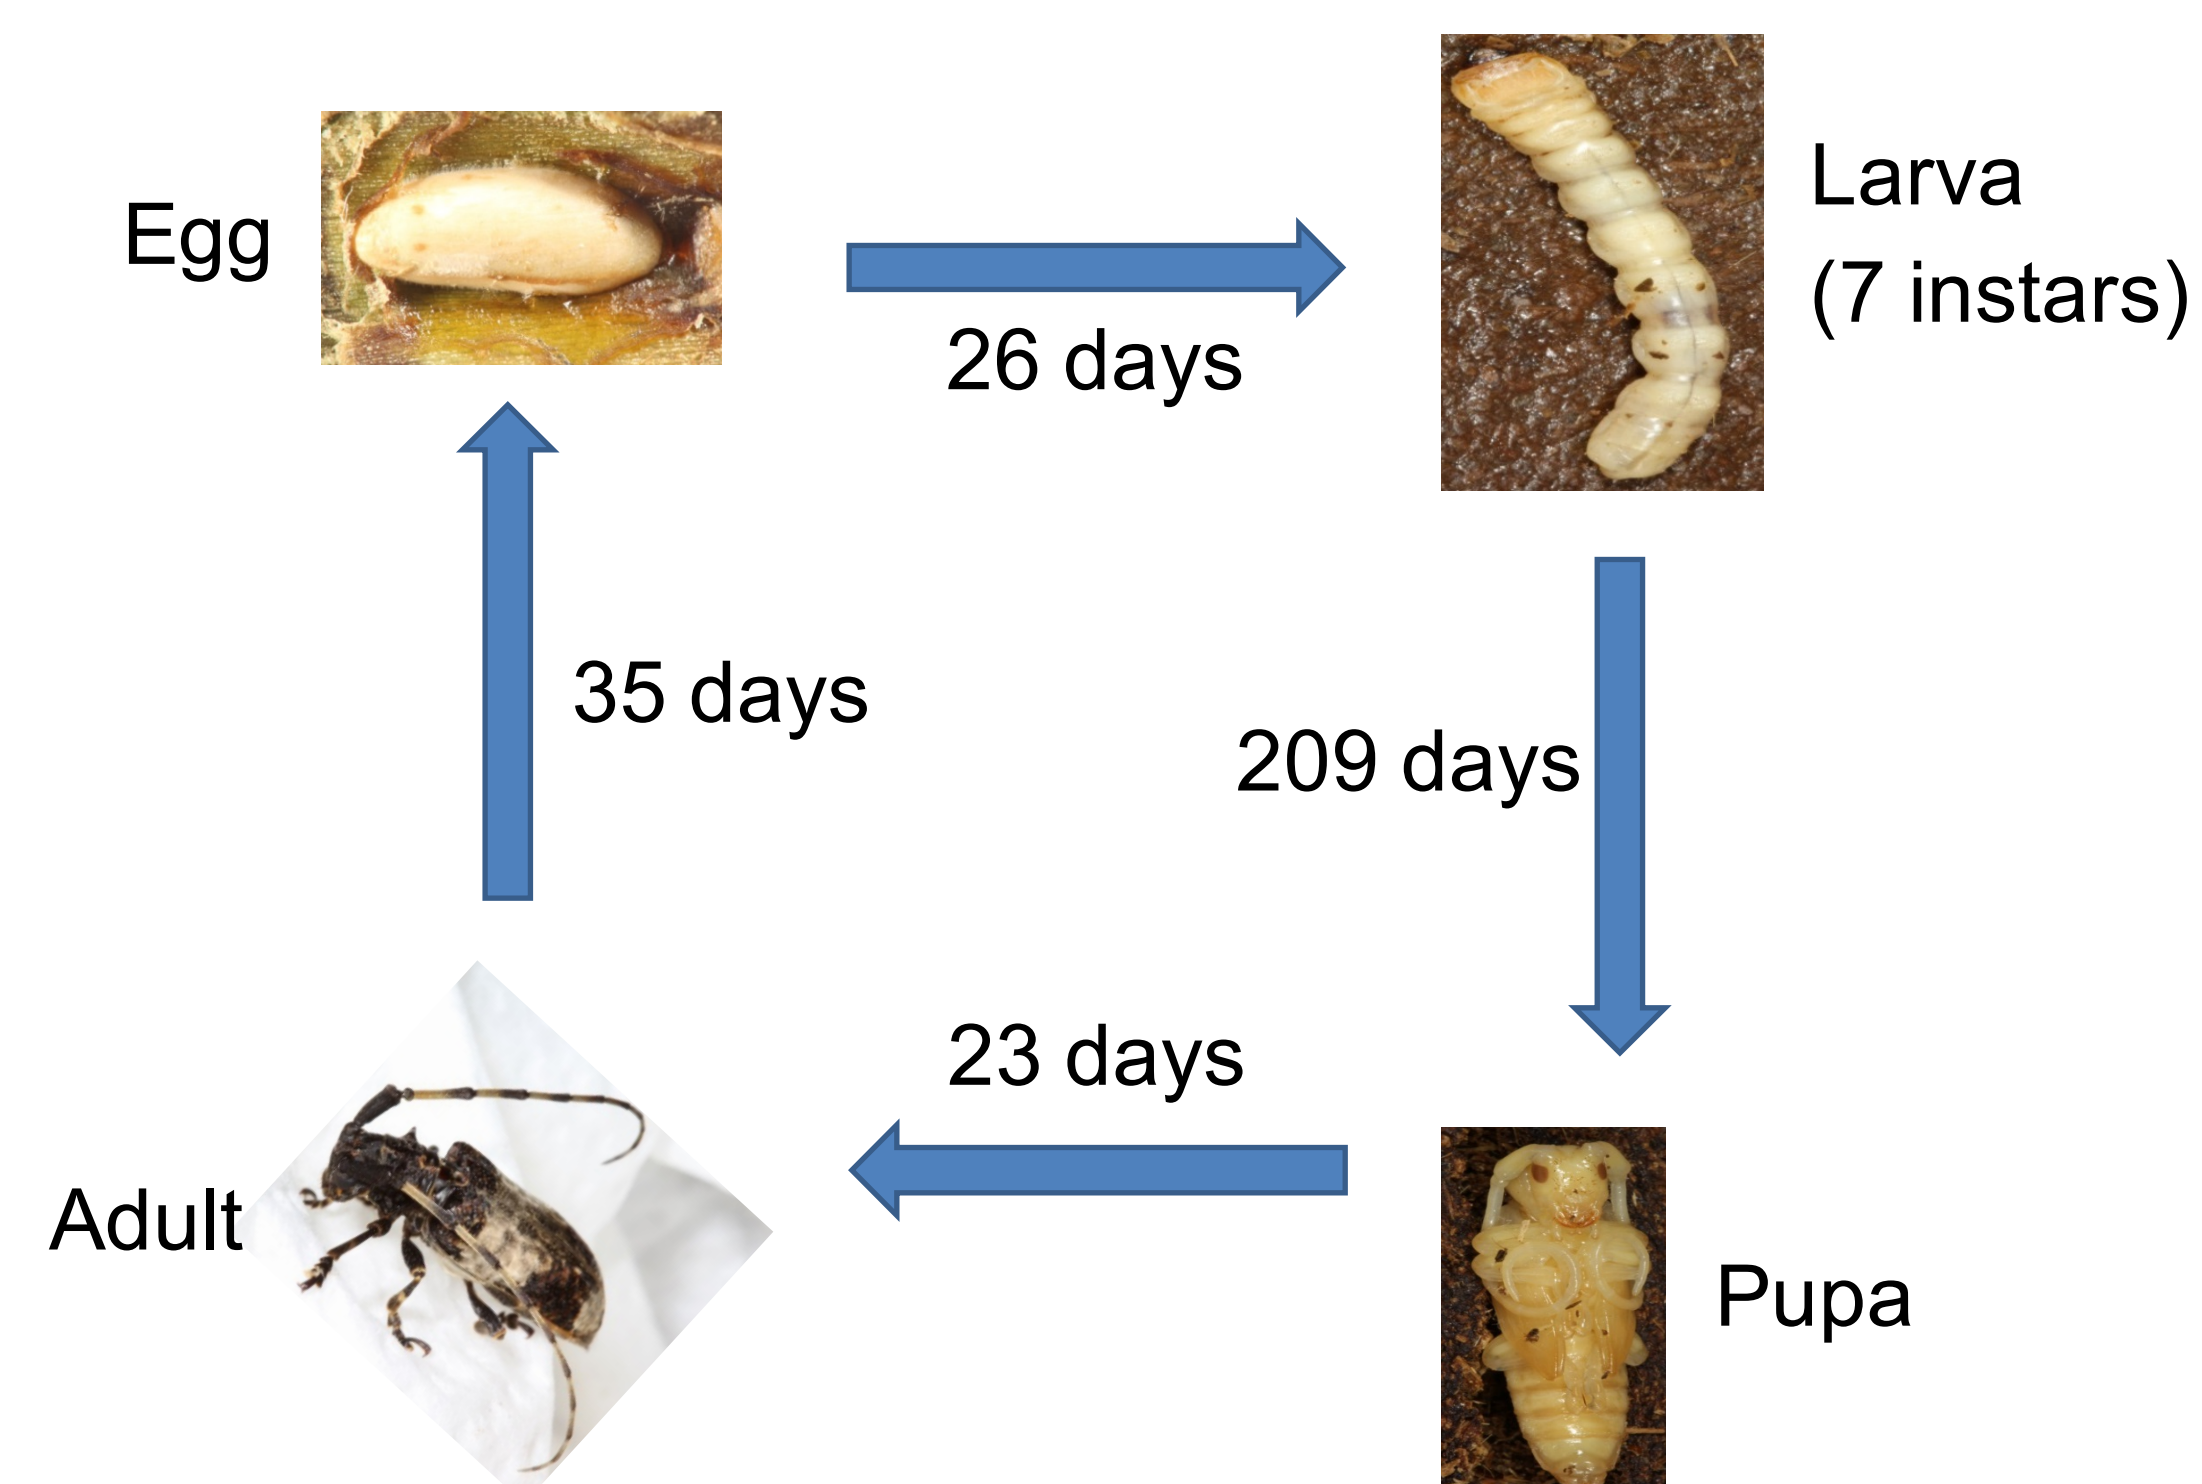 Egg
26 days
Larva
(7 instars)
35 days
209 days
23 days
Adult
Pupa